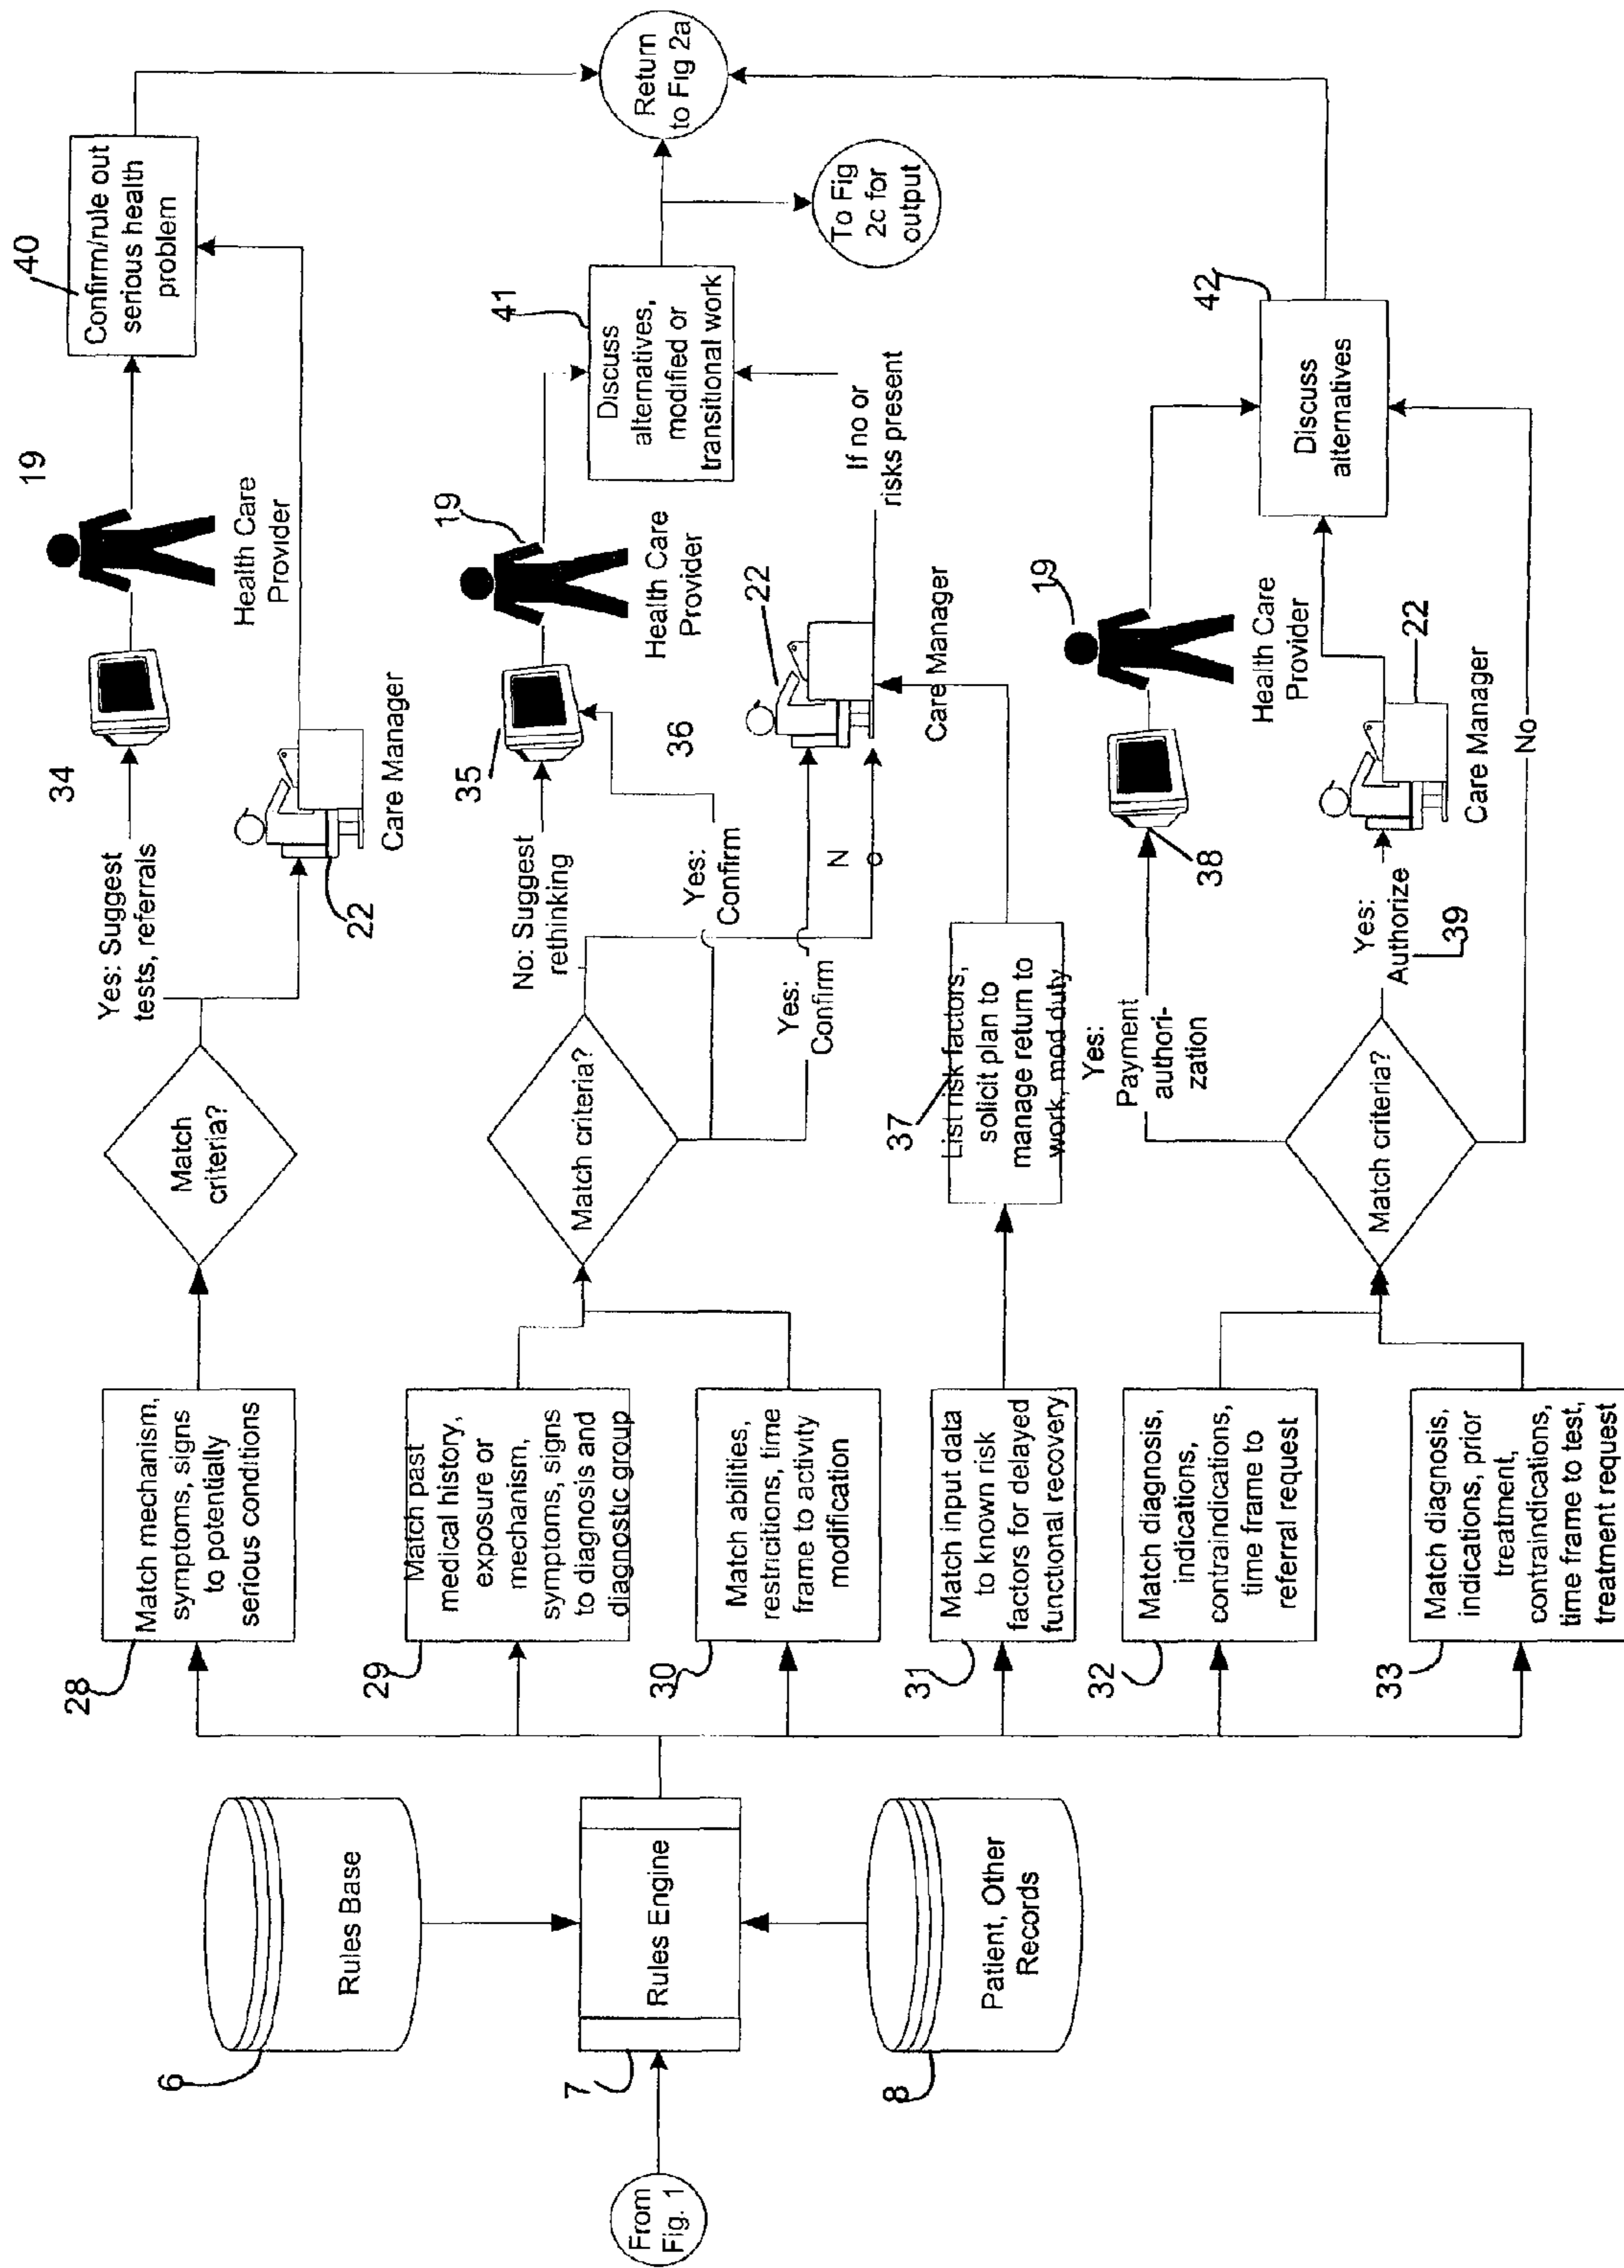 From
Fig. 1
6
Rules Base
7
Rules Engine
8
Patient, Other
Records
28
Match mechanism,
symptoms, signs
to potentially
serious conditions
29
Match past
medical history,
exposure or
mechanism,
symptoms, signs
to diagnosis and
diagnostic group
30
Match abilities,
restricitions, time
frame to activity
modification
31
Match input data
to known risk
factors for delayed
functional recovery
32
Match diagnosis,
indications,
contraindications,
time frame to
referral request
33
Match diagnosis,
indications, prior
treatment,
contraindications,
time frame to test,
treatment request
Match
criteria?
Yes: Suggest
tests, referrals
34
19
Health Care
Provider
22
Care Manager
40
Confirm/rule out
serious health
problem
Match criteria?
No: Suggest
rethinking
35
19
Health Care
Provider
Yes:
Confirm
36
Yes:
Confirm
N
o
22
Care Manager
If no or
risks present
41
Discuss
alternatives,
modified or
transitional work
37
List risk factors,
solicit plan to
manage return to
work, mod duty
Match criteria?
Yes:
Payment
authori-
zation
38
19
Health Care
Provider
Yes:
Authorize
39
22
Care Manager
No
42
Discuss
alternatives
Return
to Fig 2a
To Fig
2c for
output